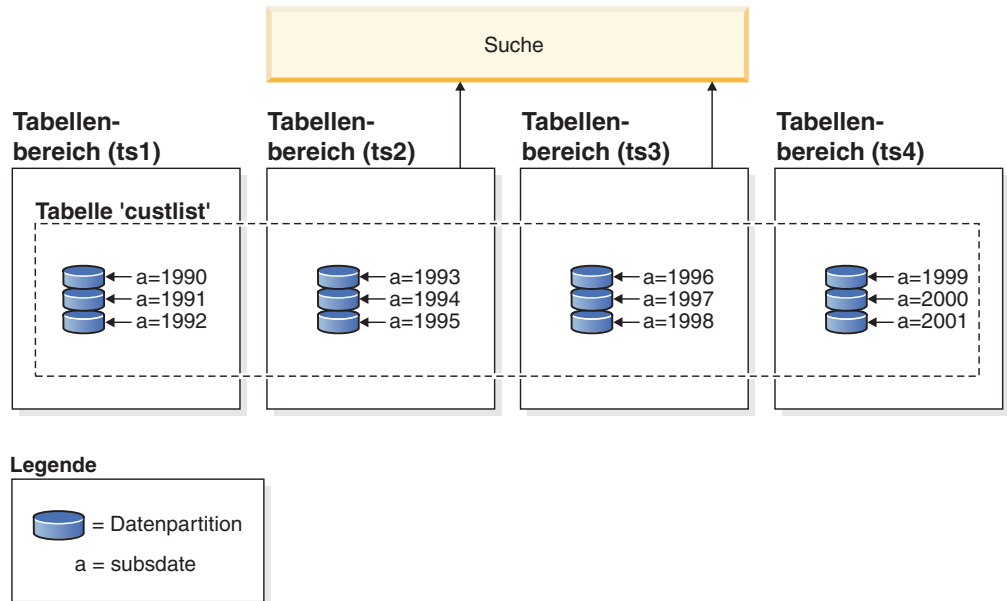 Suche
Tabellen-
bereich (ts1)
Tabellen-
bereich (ts2)
Tabellen-
bereich (ts3)
Tabellen-
bereich (ts4)
Tabelle 'custlist'
a=1990
a=1991
a=1992
a=1993
a=1994
a=1995
a=1996
a=1997
a=1998
a=1999
a=2000
a=2001
Legende
= Datenpartition
a = subsdate